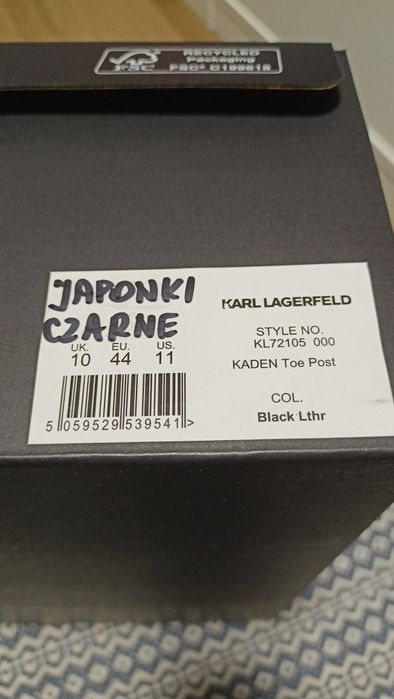 FSC
RECYCLED
Packaging
JAPONKI
CZARNE
UK. EU. US.
10 44 11
5 059529 539541 >
KARL LAGERFELD
STYLE NO.
KL72105 000
KADEN Toe Post
COL.
Black Lthr